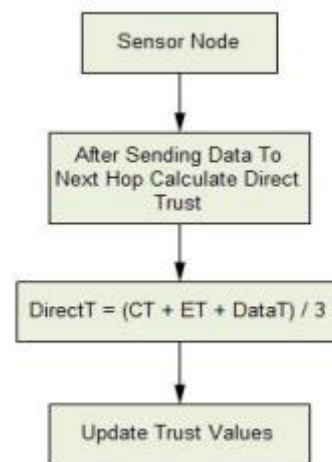 Sensor Node
After Sending Data To
Next Hop Calculate Direct
Trust
DirectT = (CT + ET + DataT) / 3
Update Trust Values